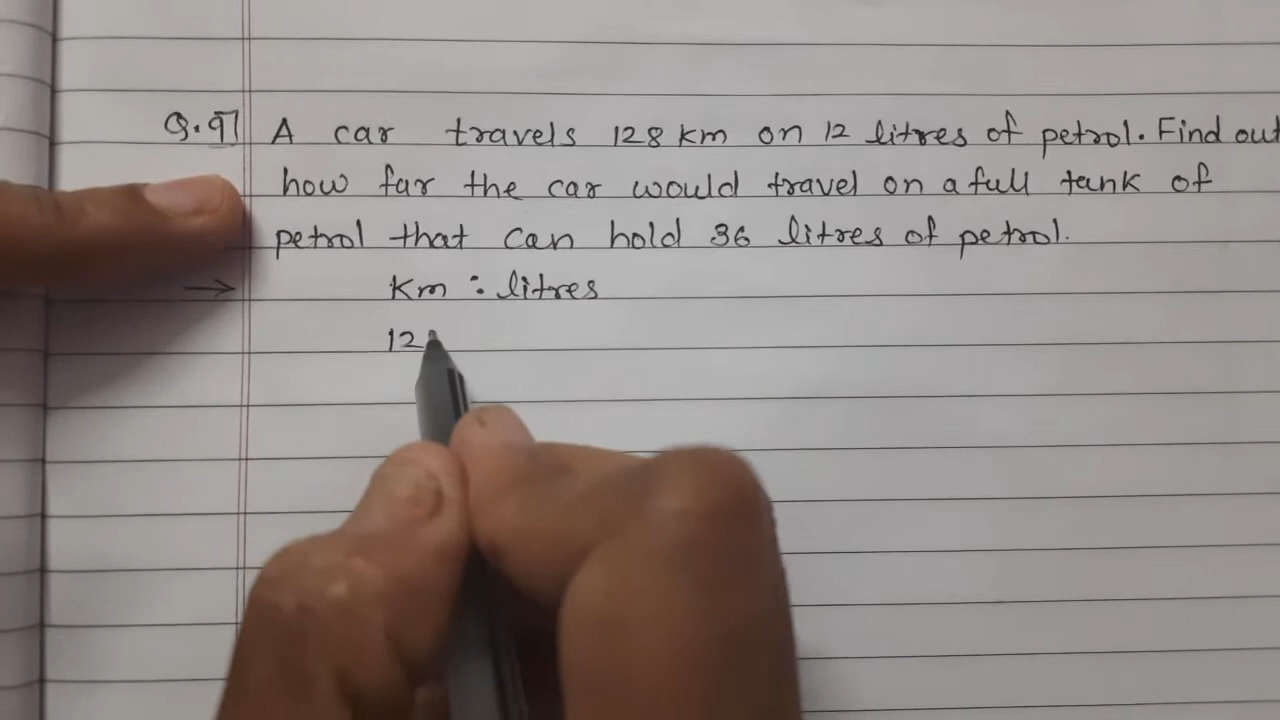 Q.9] A car travels 128 km on 12 litres of petrol. Find out
how far the car would travel on a full tank of
petrol that can hold 36 litres of petrol.
→ Km : litres
12